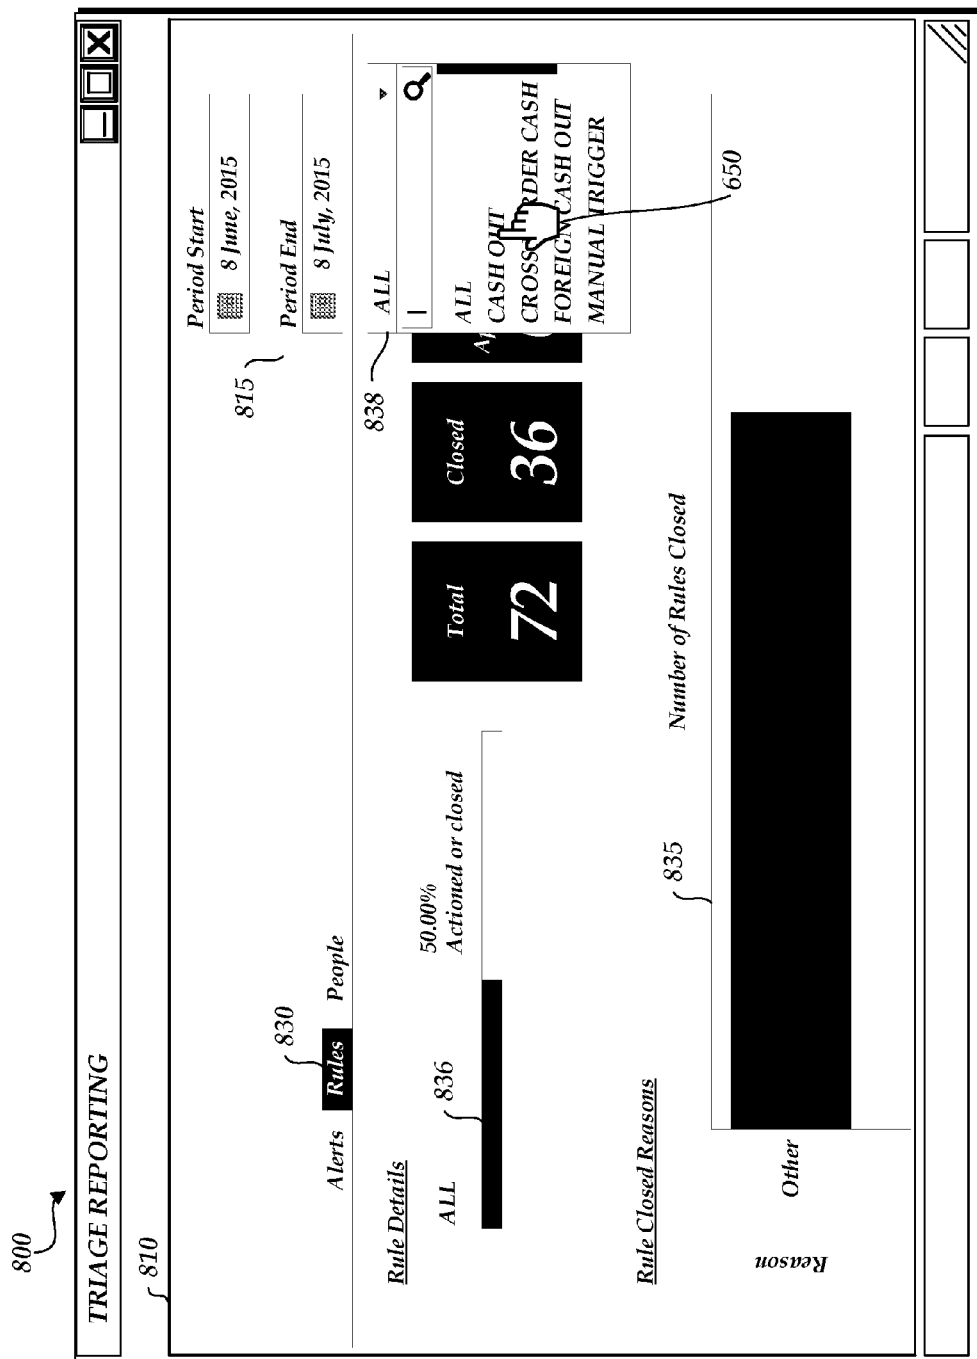 800
TRIAGE REPORTING
810
Period Start
8 June, 2015
815
Period End
8 July, 2015
830
Alerts Rules People
838
ALL
Rule Details
ALL
836
50.00%
Actioned or closed
Total
72
Closed
36
ALL
CASH OUT
FOREIGN CASH OUT
MANUAL TRIGGER
650
Rule Closed Reasons
835
Number of Rules Closed
Other
Reason